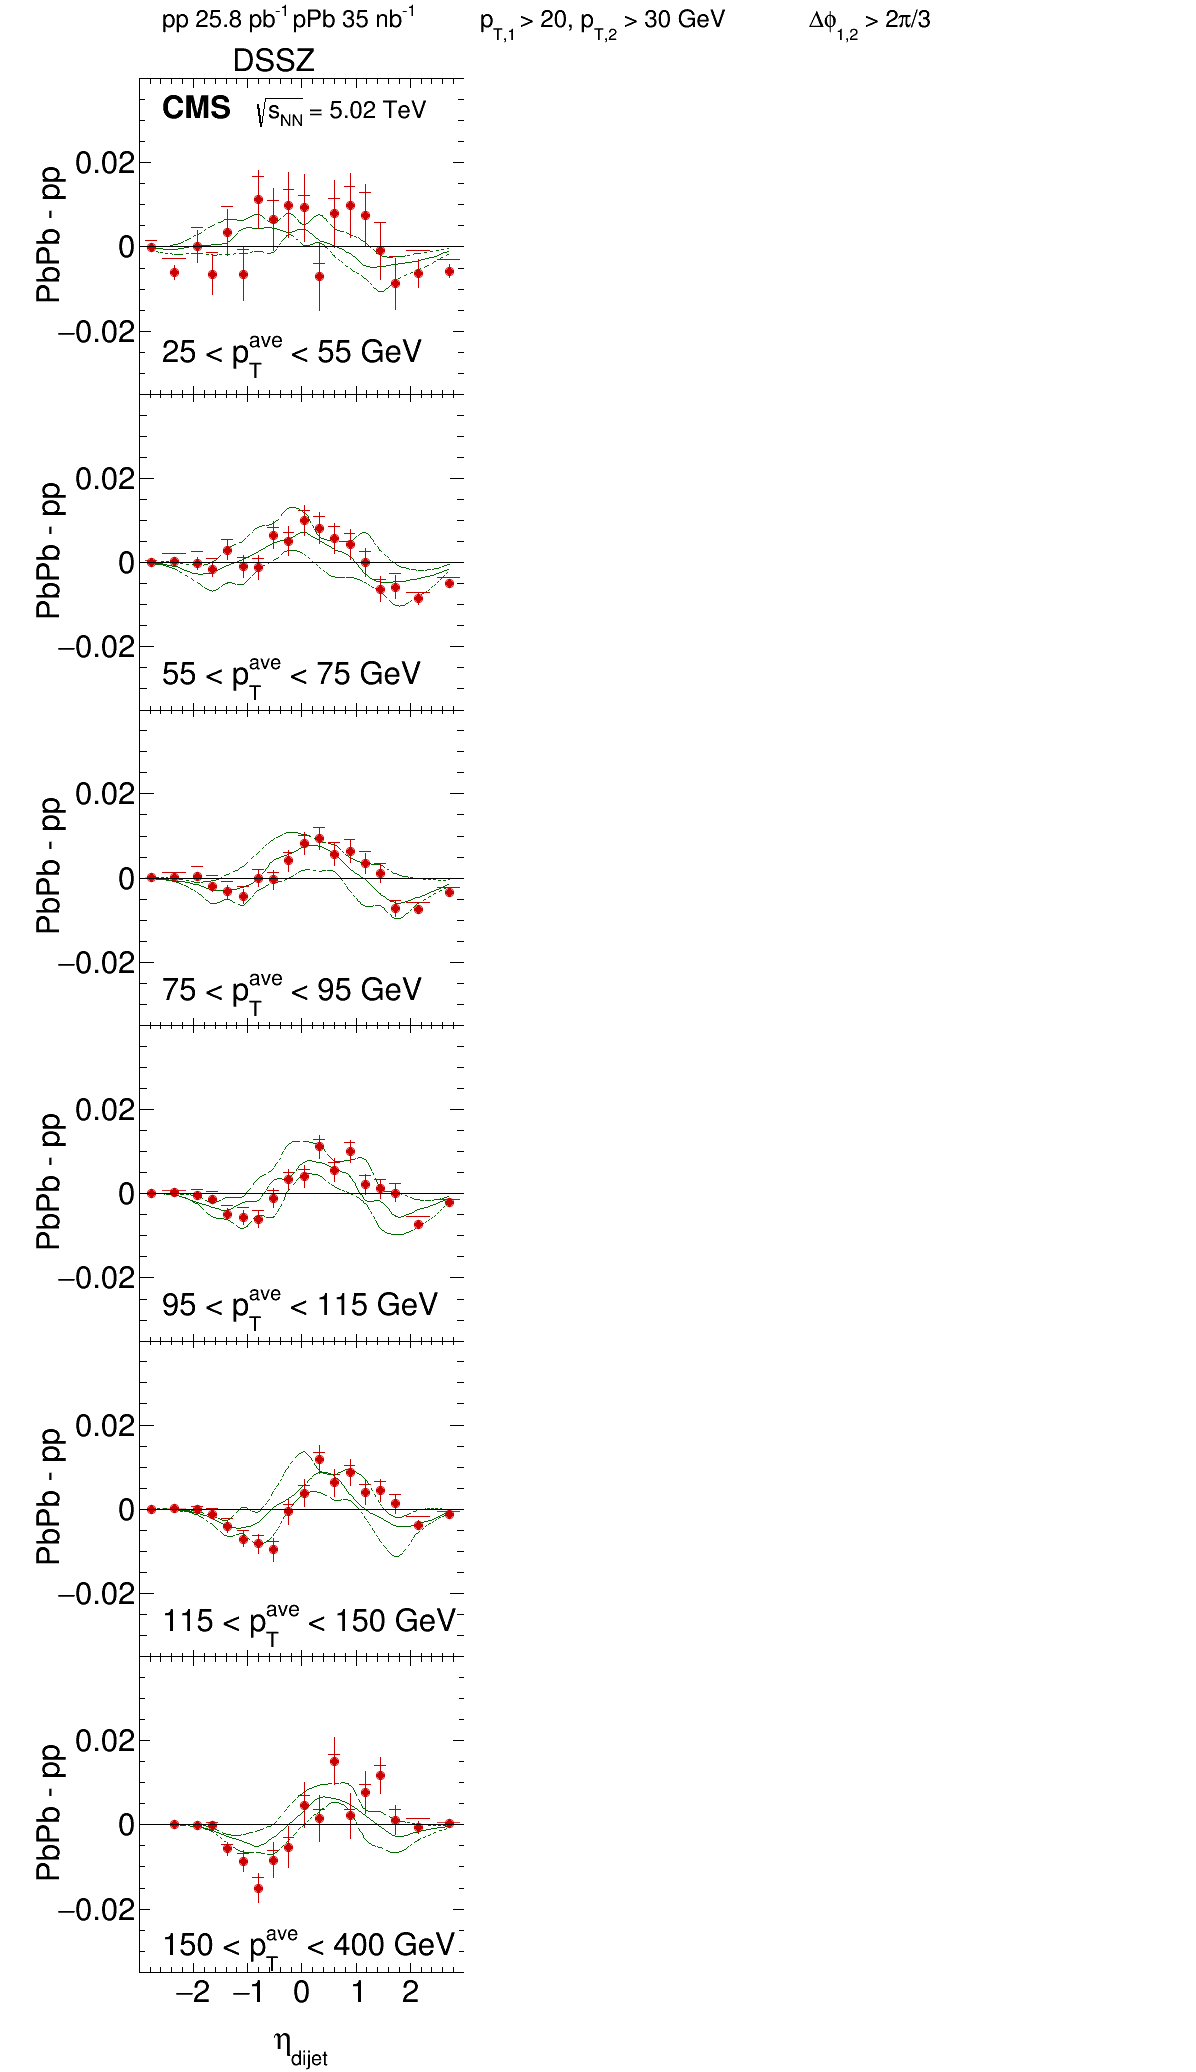 pp 25.8 pb-1 pPb 35 nb-1 pT,1 > 20, pT,2 > 30 GeV Δϕ1,2 > 2π/3
DSSZ
CMS √sNN = 5.02 TeV
PbPb - pp
0.02
0
−0.02
25 < pTave < 55 GeV
PbPb - pp
0.02
0
−0.02
55 < pTave < 75 GeV
PbPb - pp
0.02
0
−0.02
75 < pTave < 95 GeV
PbPb - pp
0.02
0
−0.02
95 < pTave < 115 GeV
PbPb - pp
0.02
0
−0.02
115 < pTave < 150 GeV
PbPb - pp
0.02
0
−0.02
150 < pTave < 400 GeV
−2 −1 0 1 2
ηdijet